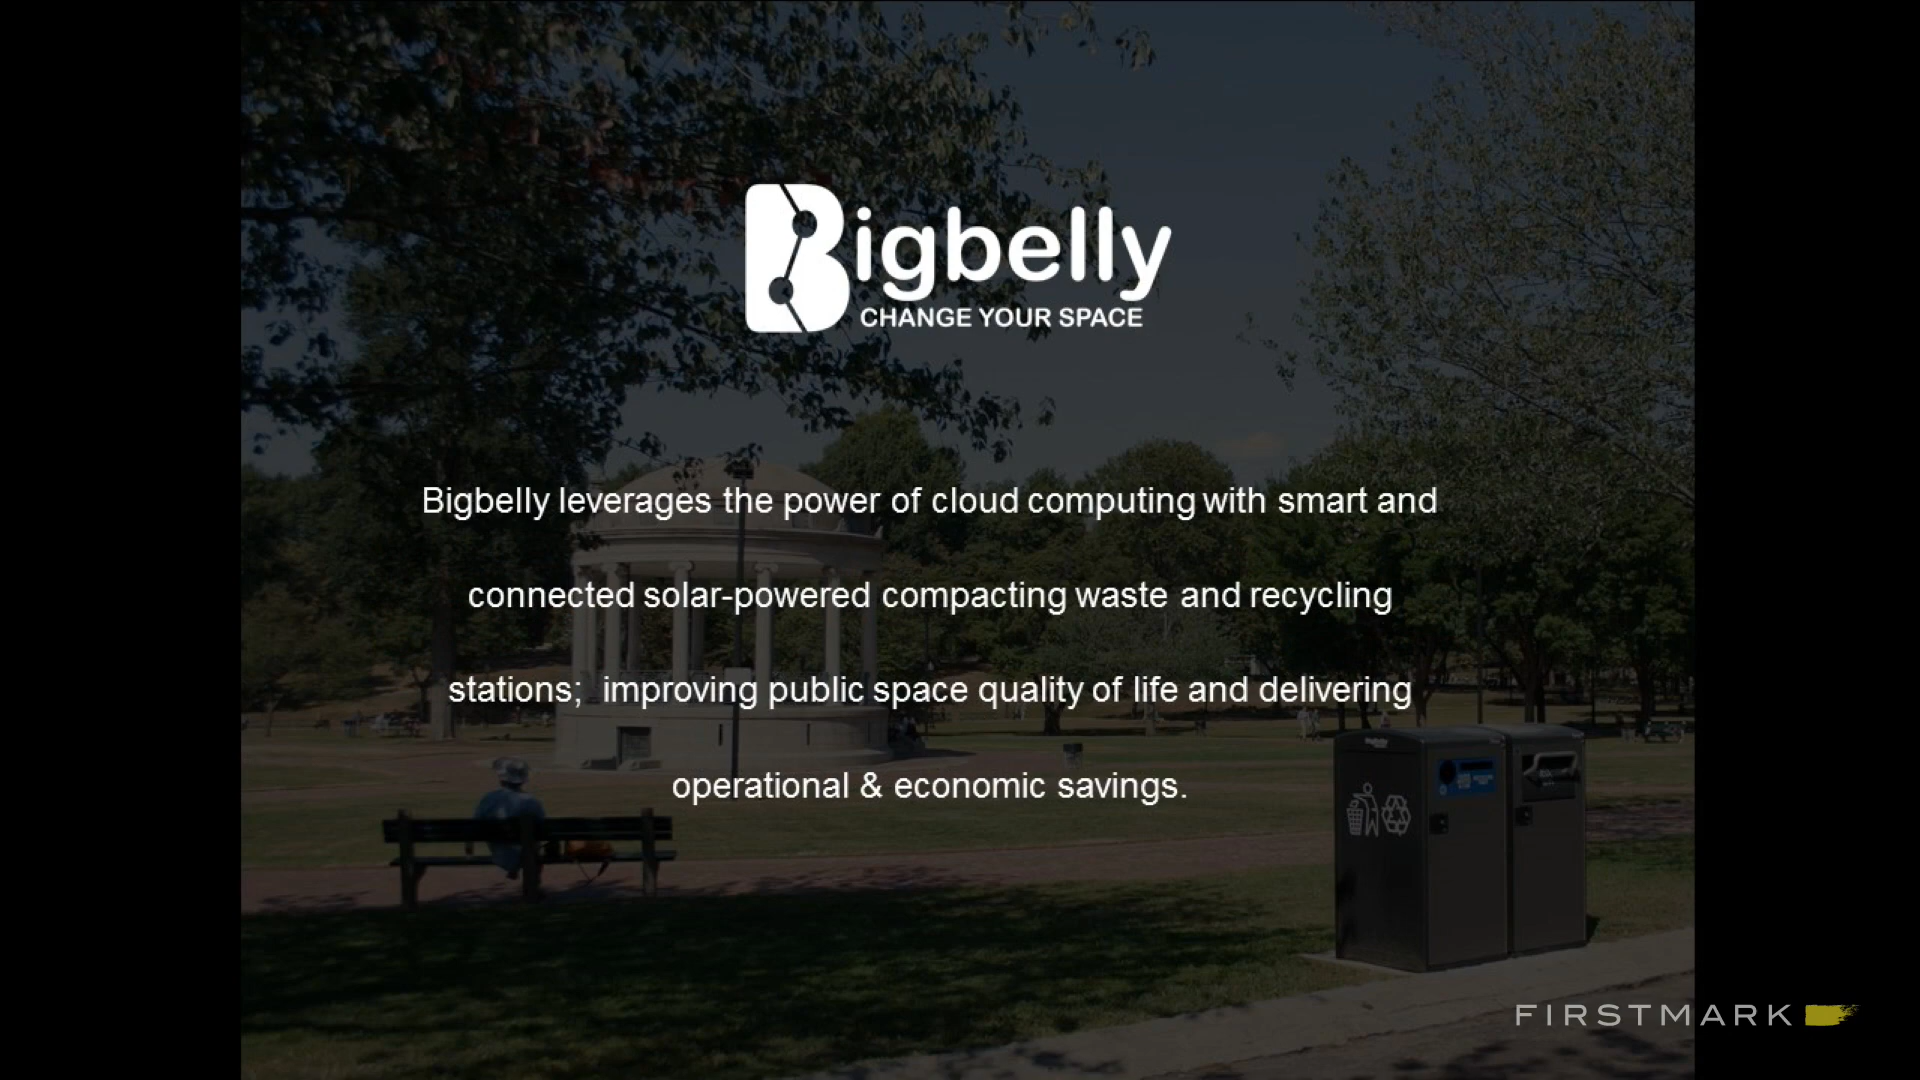 Bigbelly
CHANGE YOUR SPACE
Bigbelly leverages the power of cloud computing with smart and
connected solar-powered compacting waste and recycling
stations;  improving public space quality of life and delivering
operational & economic savings.
FIRSTMARK